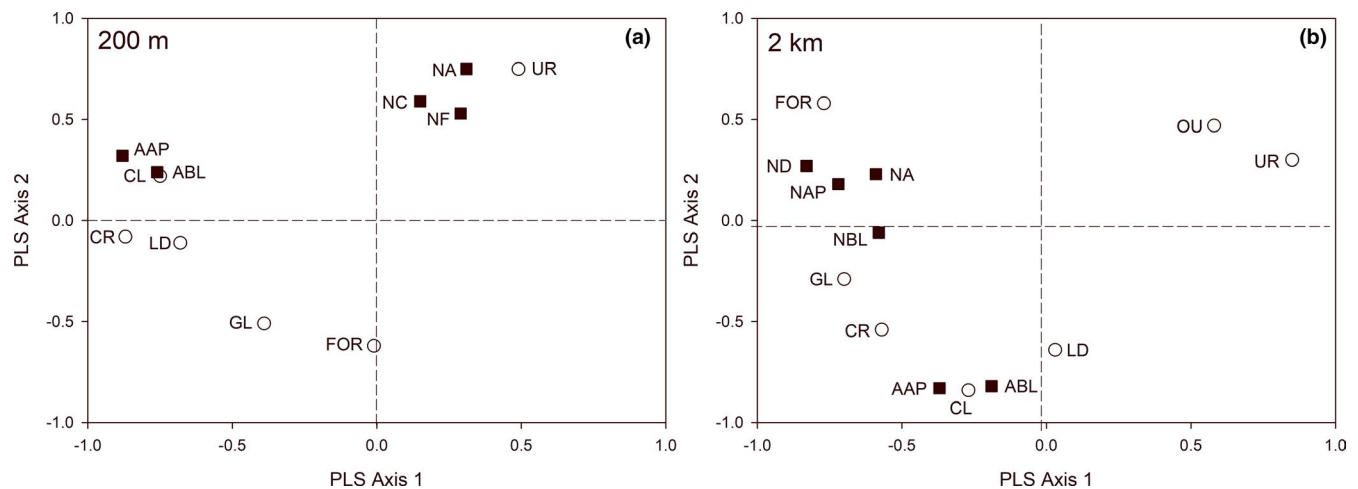 200 m
(a)
1.0
0.5
0.0
-0.5
-1.0
PLS Axis 2
NA
UR
NC
NF
AAP
CL
ABL
CR
LD
GL
FOR
-1.0 -0.5 0.0 0.5 1.0
PLS Axis 1
2 km
(b)
1.0
0.5
0.0
-0.5
-1.0
PLS Axis 2
FOR
OU
UR
ND
NAP
NA
NBL
GL
CR
LD
AAP
ABL
CL
-1.0 -0.5 0.0 0.5 1.0
PLS Axis 1